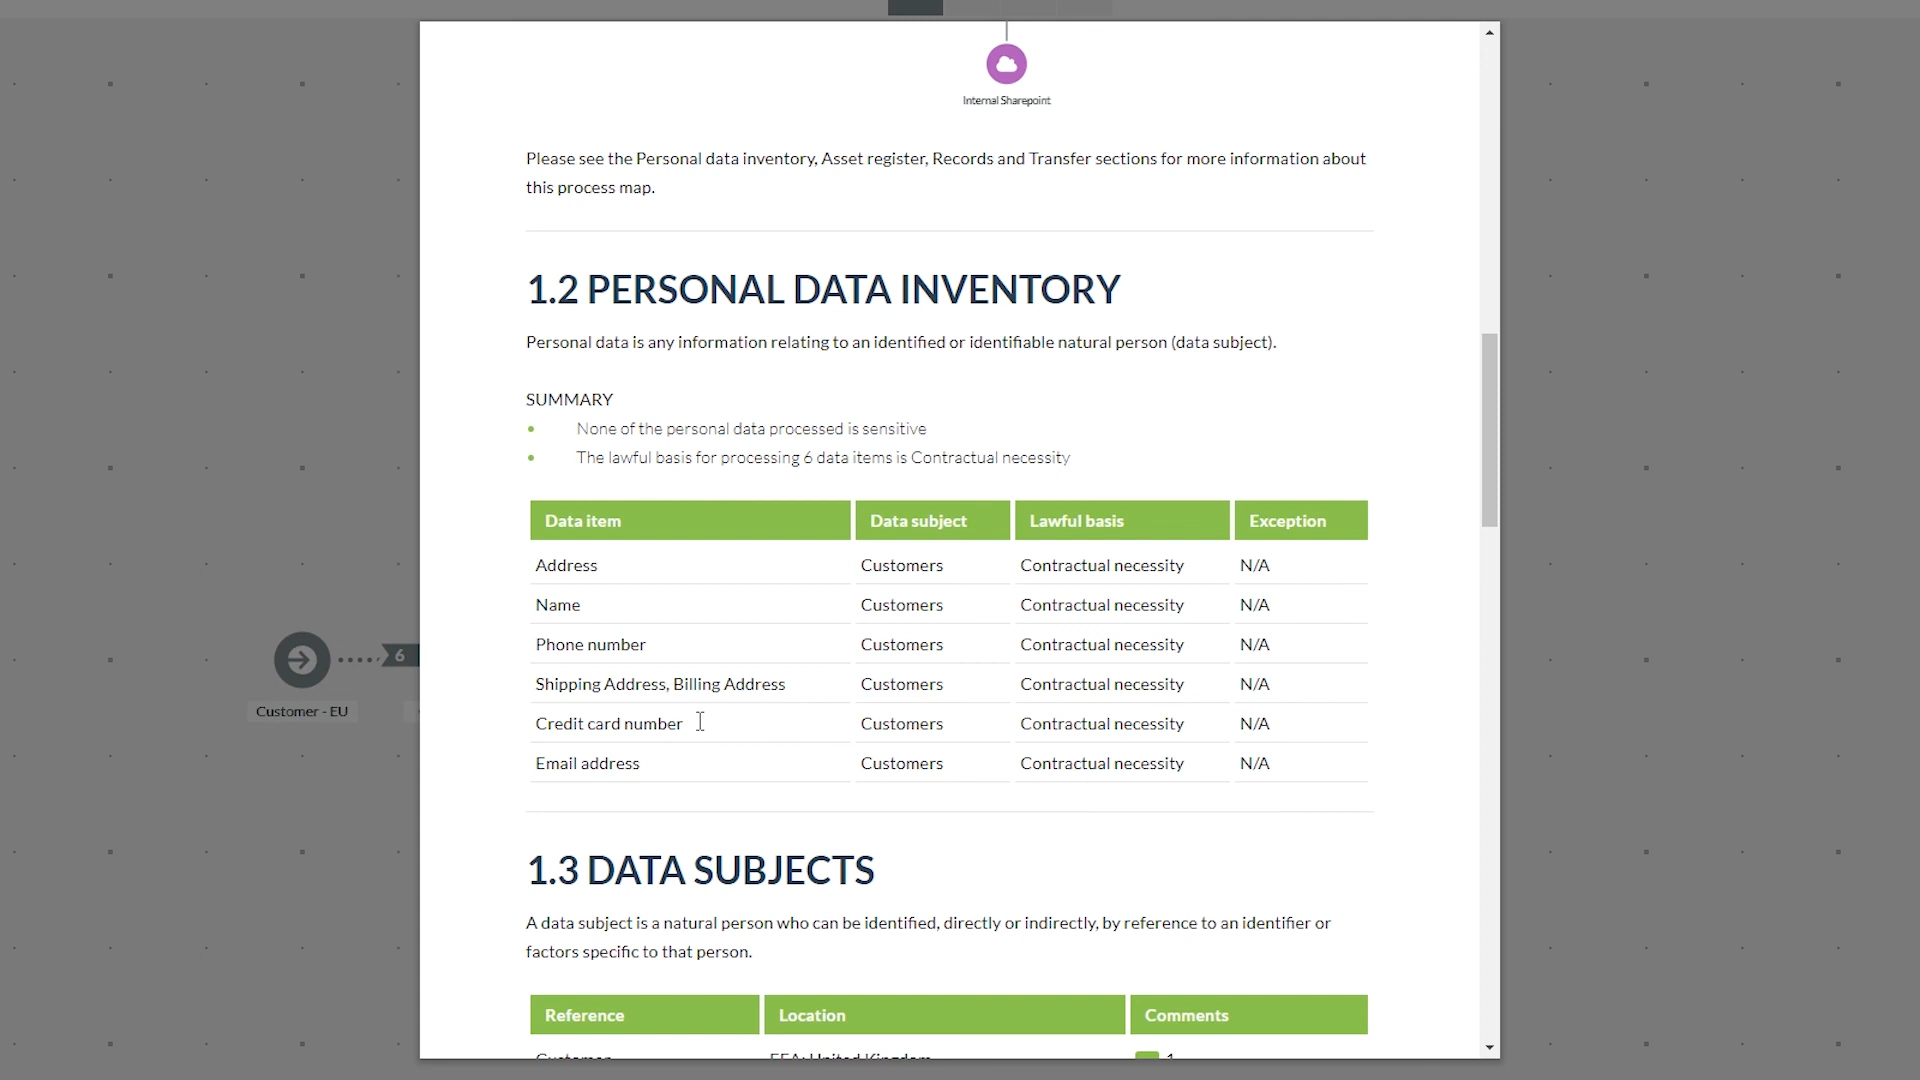 Internal Sharepoint
Please see the Personal data inventory, Asset register, Records and Transfer sections for more information about
this process map.
1.2 PERSONAL DATA INVENTORY
Personal data is any information relating to an identified or identifiable natural person (data subject).
SUMMARY
• None of the personal data processed is sensitive
• The lawful basis for processing 6 data items is Contractual necessity
Data item Data subject Lawful basis Exception
Address Customers Contractual necessity N/A
Name Customers Contractual necessity N/A
Phone number Customers Contractual necessity N/A
Shipping Address, Billing Address Customers Contractual necessity N/A
Credit card number Customers Contractual necessity N/A
Email address Customers Contractual necessity N/A
6
Customer - EU
1.3 DATA SUBJECTS
A data subject is a natural person who can be identified, directly or indirectly, by reference to an identifier or
factors specific to that person.
Reference Location Comments
Customer EEA: United Kingdom 1